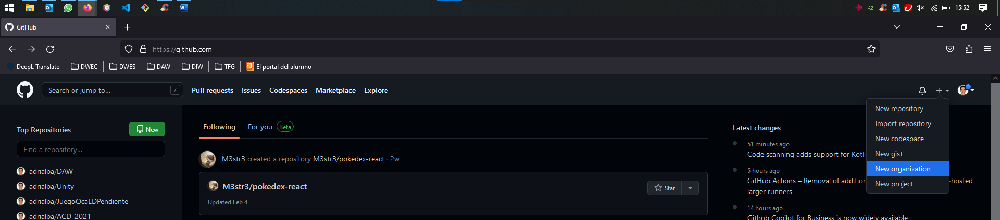 15:52
GitHub
https://github.com
DeepL Translate
DWEC
DWES
DAW
DIW
TFG
El portal del alumno
Search or jump to...
/
Pull requests
Issues
Codespaces
Marketplace
Explore
New repository
Import repository
New codespace
New gist
New organization
New project
Top Repositories
New
Find a repository...
adrialba/DAW
adrialba/Unity
adrialba/JuegoOcaEDPendiente
adrialba/ACD-2021
Following
For you
Beta
M3str3 created a repository M3str3/pokedex-react · 2w
M3str3/pokedex-react
Star
Updated Feb 4
Latest changes
51 minutes ago
Code scanning adds support for Kotli
5 hours ago
GitHub Actions – Removal of addition -hosted
larger runners
14 hours ago
Github Copilot for Business is now widely available